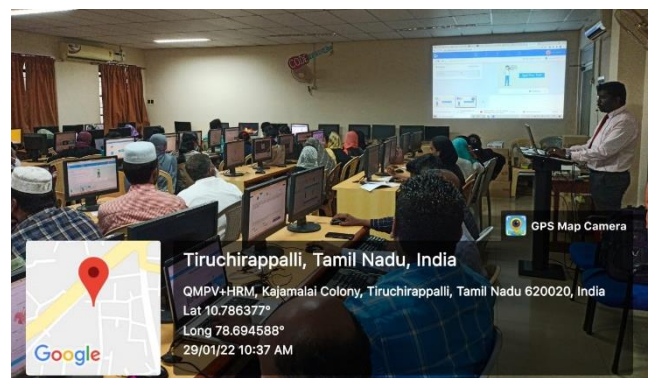 GPS Map Camera
Tiruchirappalli, Tamil Nadu, India
QMPV+HRM, Kajamalai Colony, Tiruchirappalli, Tamil Nadu 620020, India
Lat 10.786377°
Long 78.694588°
29/01/22 10:37 AM
Google